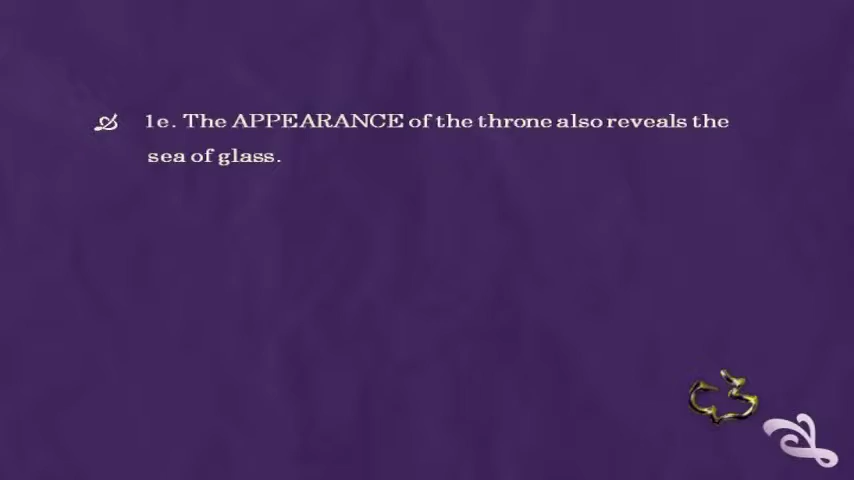 1e. The APPEARANCE of the throne also reveals the
sea of glass.